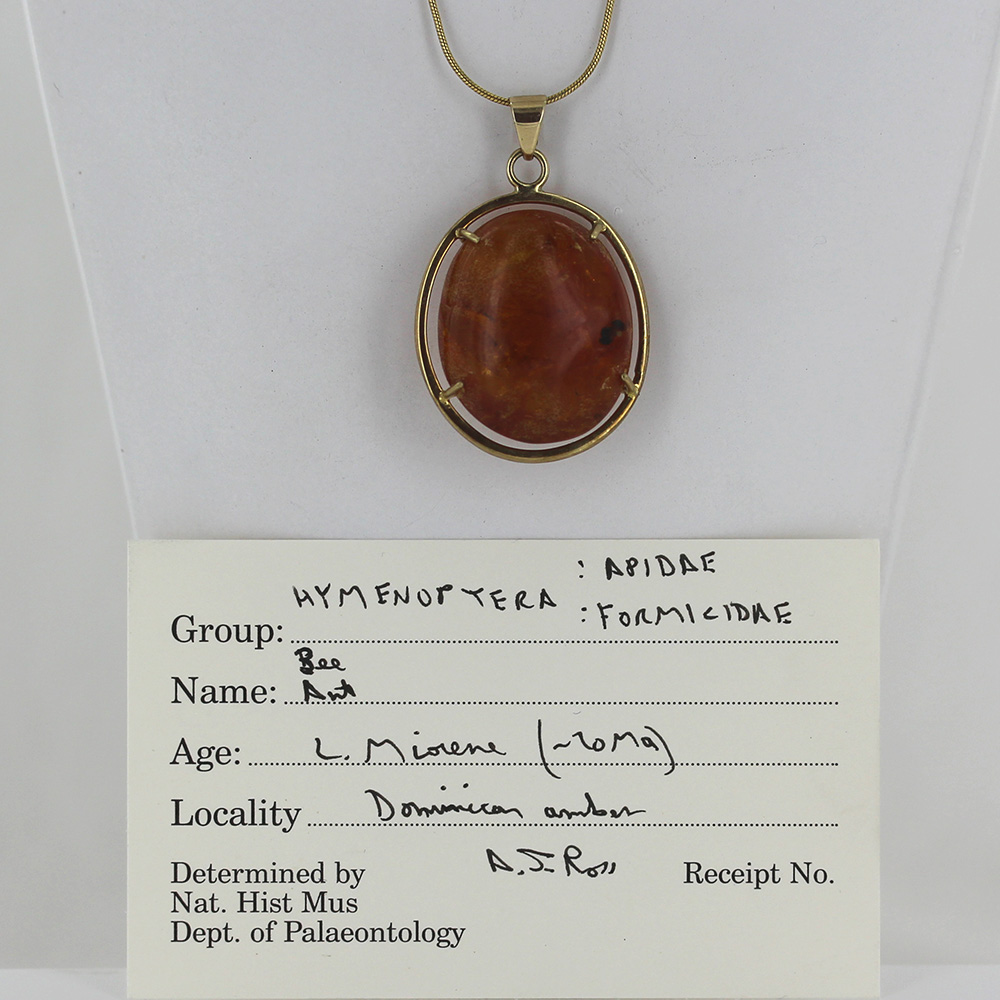 : APIDAE
Group: HYMENOPTERA : FORMICIDAE
Bee
Name: Ant
Age: L. Miocene (~20Ma)
Locality Dominican amber
Determined by A.J. Ross Receipt No.
Nat. Hist Mus
Dept. of Palaeontology